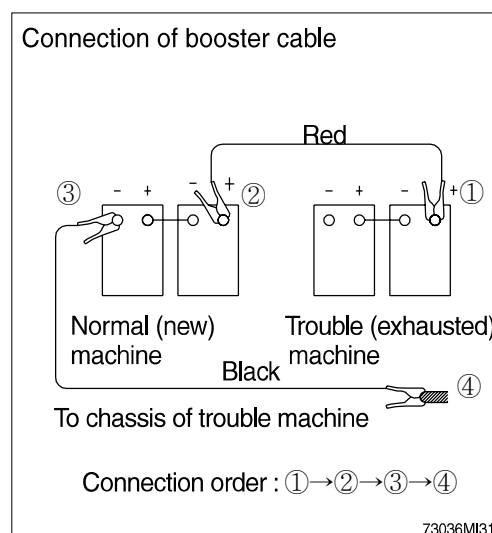 Connection of booster cable
Red
③ - + - + ② - + - + ①
Normal (new) Trouble (exhausted)
machine machine
Black
④
To chassis of trouble machine
Connection order : ①→②→③→④
73036MI31